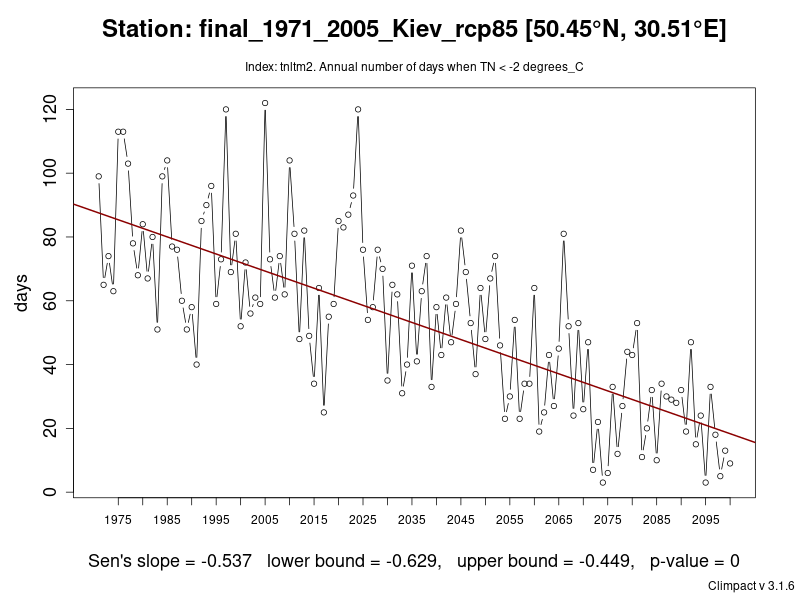 Station: final_1971_2005_Kiev_rcp85 [50.45°N, 30.51°E]
Index: tnltm2. Annual number of days when TN < -2 degrees_C
days
120
100
80
60
40
20
0
1975 1985 1995 2005 2015 2025 2035 2045 2055 2065 2075 2085 2095
Sen's slope = -0.537 lower bound = -0.629, upper bound = -0.449, p-value = 0
Climpact v 3.1.6